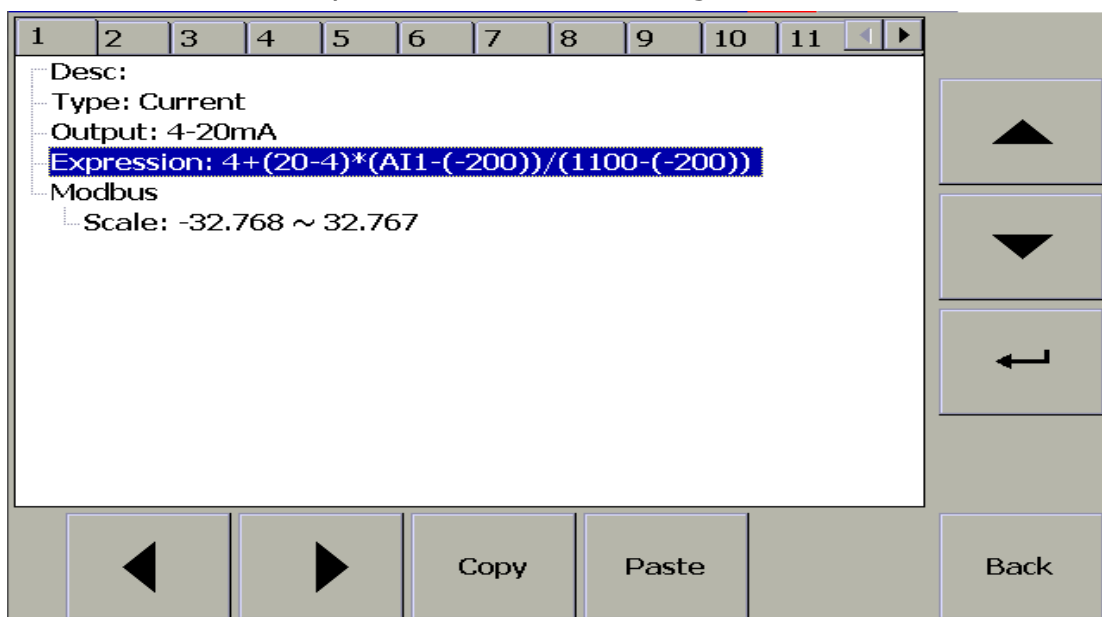 1 2 3 4 5 6 7 8 9 10 11
Desc:
Type: Current
Output: 4-20mA
Expression: 4+(20-4)*(AI1-(-200))/(1100-(-200))
Modbus
Scale: -32.768 ~ 32.767
Copy Paste Back